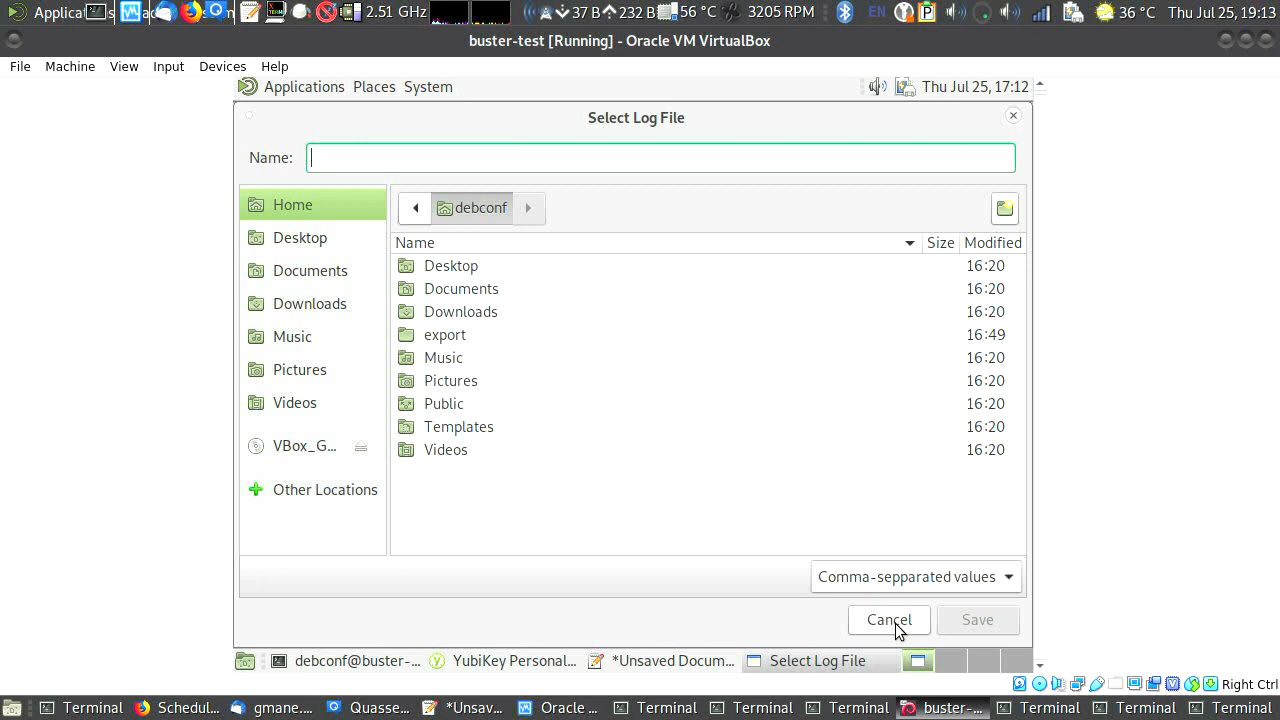 2.51 GHz 37 B 232 B 56 °C 3205 RPM EN 36 °C Thu Jul 25, 19:13
buster-test [Running] - Oracle VM VirtualBox
File Machine View Input Devices Help
Applications Places System Thu Jul 25, 17:12
Select Log File
Name:
Home
Desktop
Documents
Downloads
Music
Pictures
Videos
VBox_G...
Other Locations
debconf
Name Size Modified
Desktop 16:20
Documents 16:20
Downloads 16:20
export 16:49
Music 16:20
Pictures 16:20
Public 16:20
Templates 16:20
Videos 16:20
Comma-sepparated values
Cancel Save
debconf@buster-... YubiKey Personal... *Unsaved Docum... Select Log File
Right Ctrl
Terminal Schedul... gmane.... Quasse... *Unsav... Oracle ... Terminal Terminal Terminal buster-... Terminal Terminal Terminal